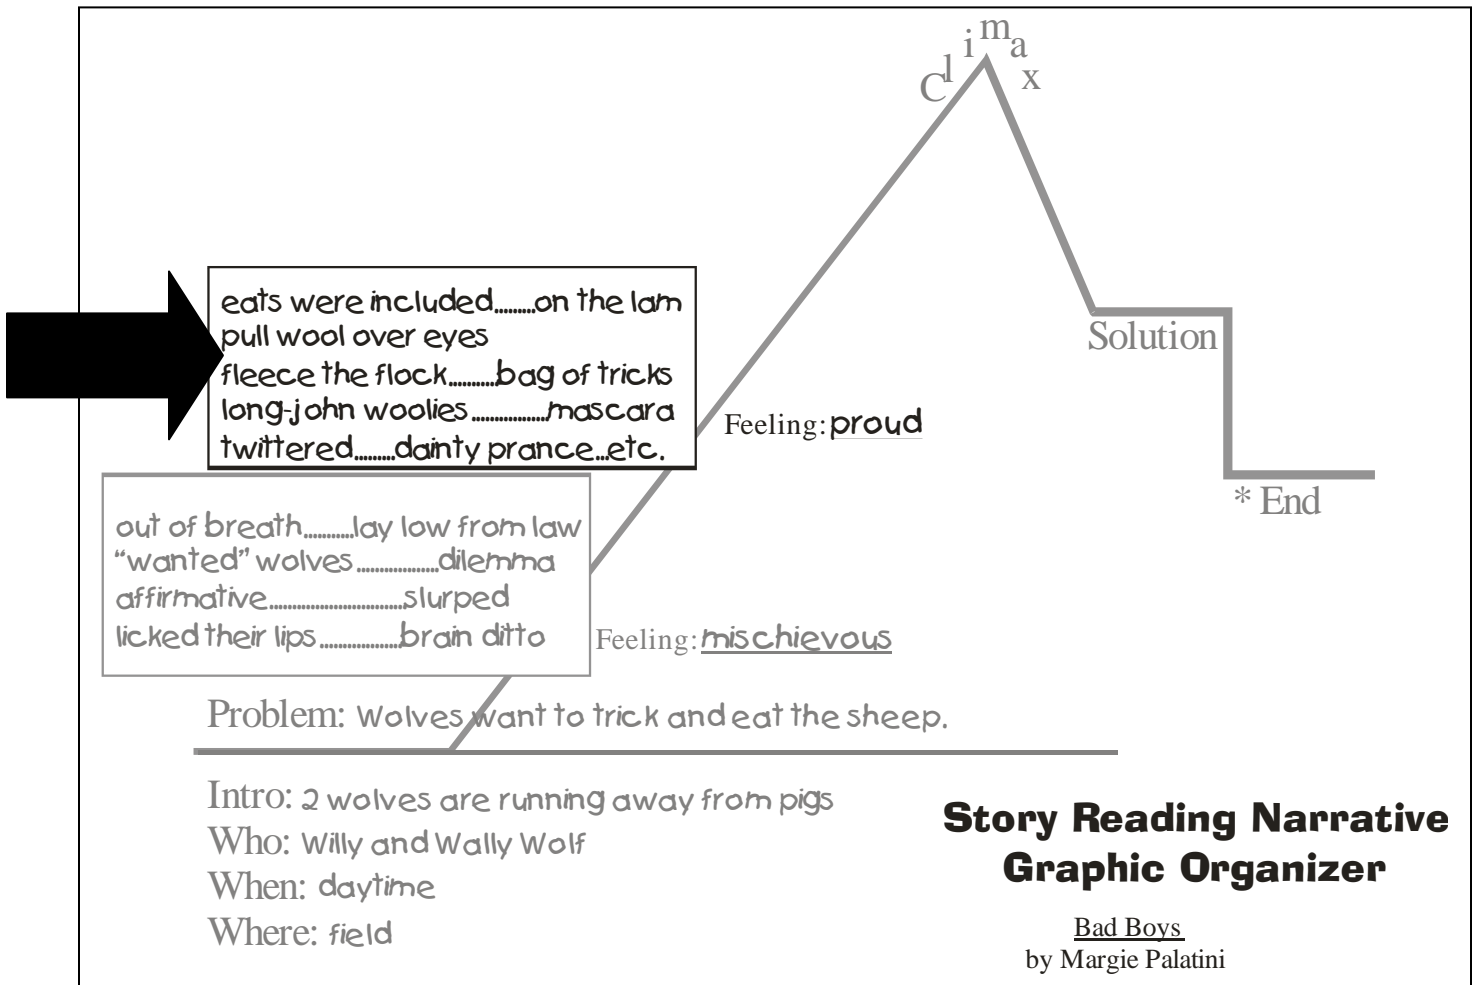 Climax
eats were included.........on the lam
pull wool over eyes
fleece the flock...........bag of tricks
long-john woolies .................mascara
twittered.........dainty prance...etc.
Feeling: proud
Solution
* End
out of breath...........lay low from law
“wanted” wolves ..................dilemma
affirmative..............................slurped
licked their lips ..................brain ditto
Feeling: mischievous
Problem: Wolves want to trick and eat the sheep.
Intro: 2 wolves are running away from pigs
Who: Willy and Wally Wolf
When: daytime
Where: field
Story Reading Narrative
Graphic Organizer
Bad Boys
by Margie Palatini